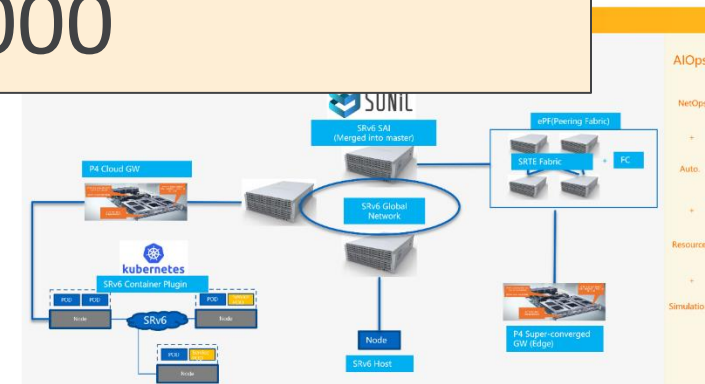 000
SONiC
AIOps
SRv6 SAI
(Merged into master)
ePF(Peering Fabric)
NetOps
+
P4 Cloud GW
SRTE Fabric
+
FC
Auto.
+
SRv6 Global
Network
Resource
+
kubernetes
SRv6 Container Plugin
POD
POD
POD
Node
SRv6
Node
Simulation
Node
P4 Super-converged
GW (Edge)
POD
Node
SRv6 Host